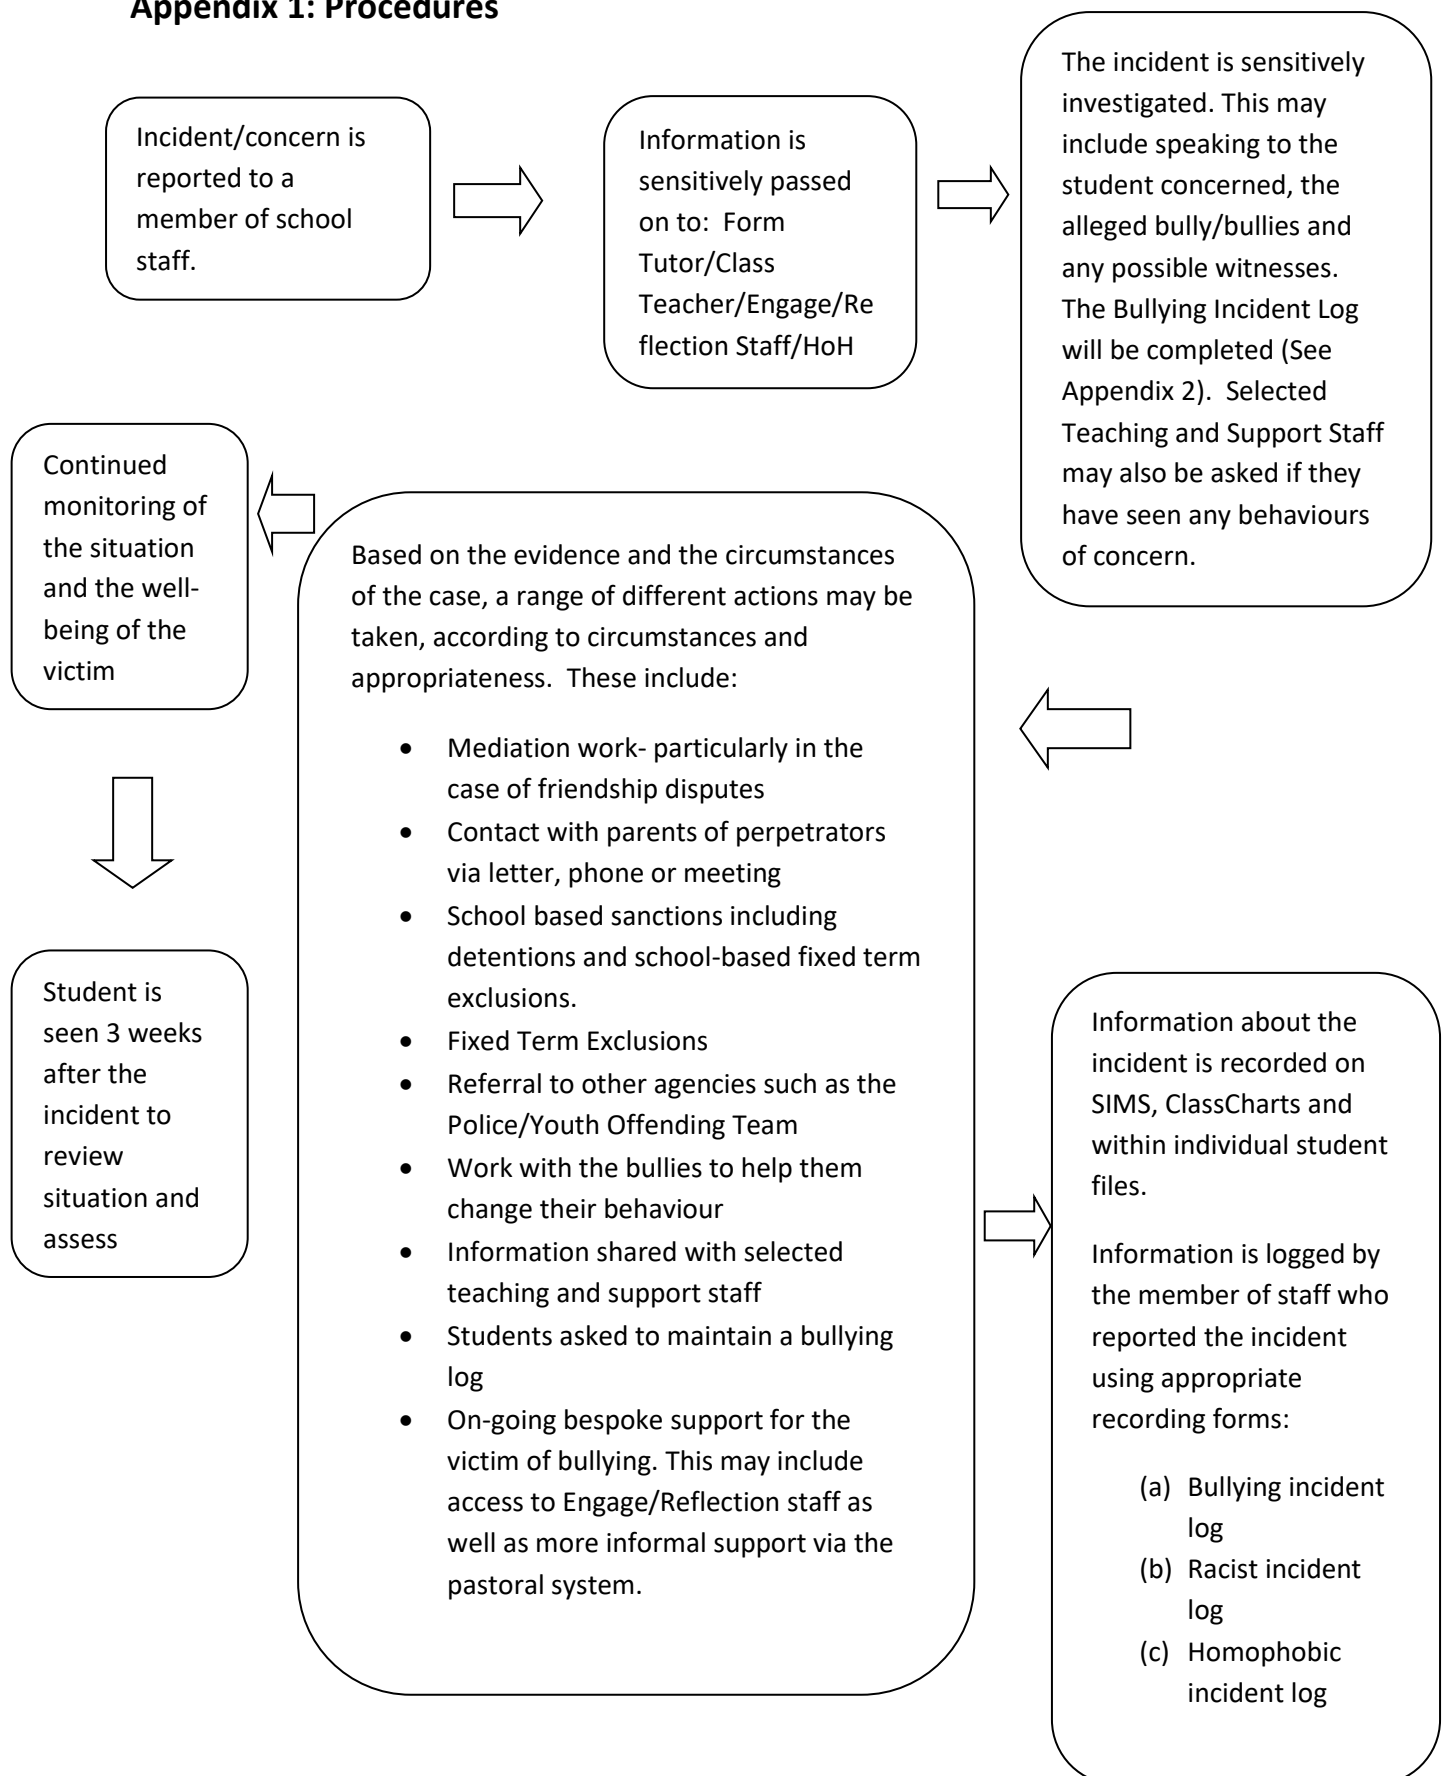 Appendix 1: Procedures
Incident/concern is
reported to a
member of school
staff.
Information is
sensitively passed
on to:  Form
Tutor/Class
Teacher/Engage/Re
flection Staff/HoH
The incident is sensitively
investigated. This may
include speaking to the
student concerned, the
alleged bully/bullies and
any possible witnesses.
The Bullying Incident Log
will be completed (See
Appendix 2).  Selected
Teaching and Support Staff
may also be asked if they
have seen any behaviours
of concern.
Based on the evidence and the circumstances
of the case, a range of different actions may be
taken, according to circumstances and
appropriateness.  These include:
• Mediation work- particularly in the
case of friendship disputes
• Contact with parents of perpetrators
via letter, phone or meeting
• School based sanctions including
detentions and school-based fixed term
exclusions.
• Fixed Term Exclusions
• Referral to other agencies such as the
Police/Youth Offending Team
• Work with the bullies to help them
change their behaviour
• Information shared with selected
teaching and support staff
• Students asked to maintain a bullying
log
• On-going bespoke support for the
victim of bullying. This may include
access to Engage/Reflection staff as
well as more informal support via the
pastoral system.
Continued
monitoring of
the situation
and the well-
being of the
victim
Student is
seen 3 weeks
after the
incident to
review
situation and
assess
Information about the
incident is recorded on
SIMS, ClassCharts and
within individual student
files.
Information is logged by
the member of staff who
reported the incident
using appropriate
recording forms:
(a) Bullying incident
log
(b) Racist incident
log
(c) Homophobic
incident log